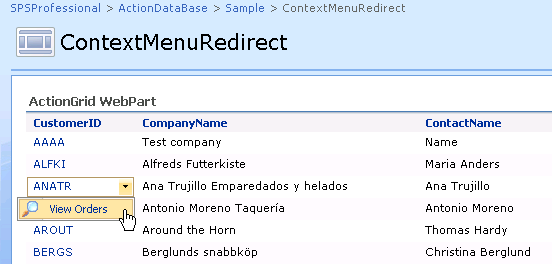 SPSProfessional > ActionDataBase > Sample > ContextMenuRedirect
ContextMenuRedirect
ActionGrid WebPart
CustomerID CompanyName ContactName
AAAA Test company Name
ALFKI Alfreds Futterkiste Maria Anders
ANATR Ana Trujillo Emparedados y helados Ana Trujillo
View Orders Antonio Moreno Taquería Antonio Moreno
AROUT Around the Horn Thomas Hardy
BERGS Berglunds snabbköp Christina Berglund